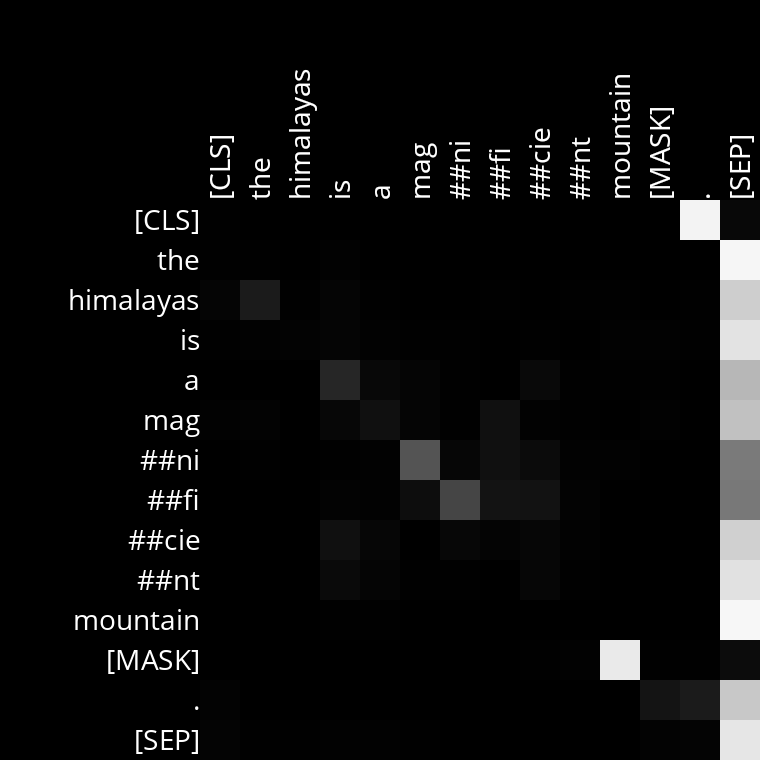 [CLS]
the
himalayas
is
a
mag
##ni
##fi
##cie
##nt
mountain
[MASK]
.
[SEP]
[CLS]
the
himalayas
is
a
mag
##ni
##fi
##cie
##nt
mountain
[MASK]
.
[SEP]